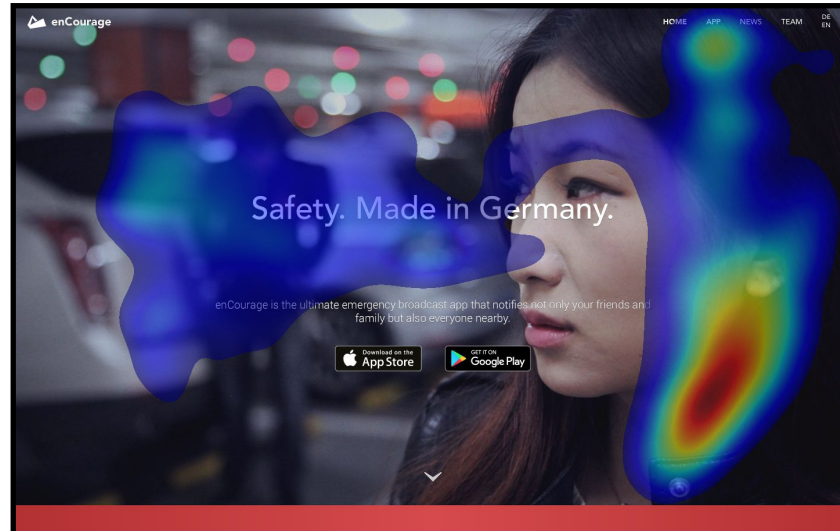 enCourage
HOME APP NEWS TEAM DE
EN
Safety. Made in Germany.
enCourage is the ultimate emergency broadcast app that notifies not only your friends and
family but also everyone nearby.
Download on the
App Store
GET IT ON
Google Play